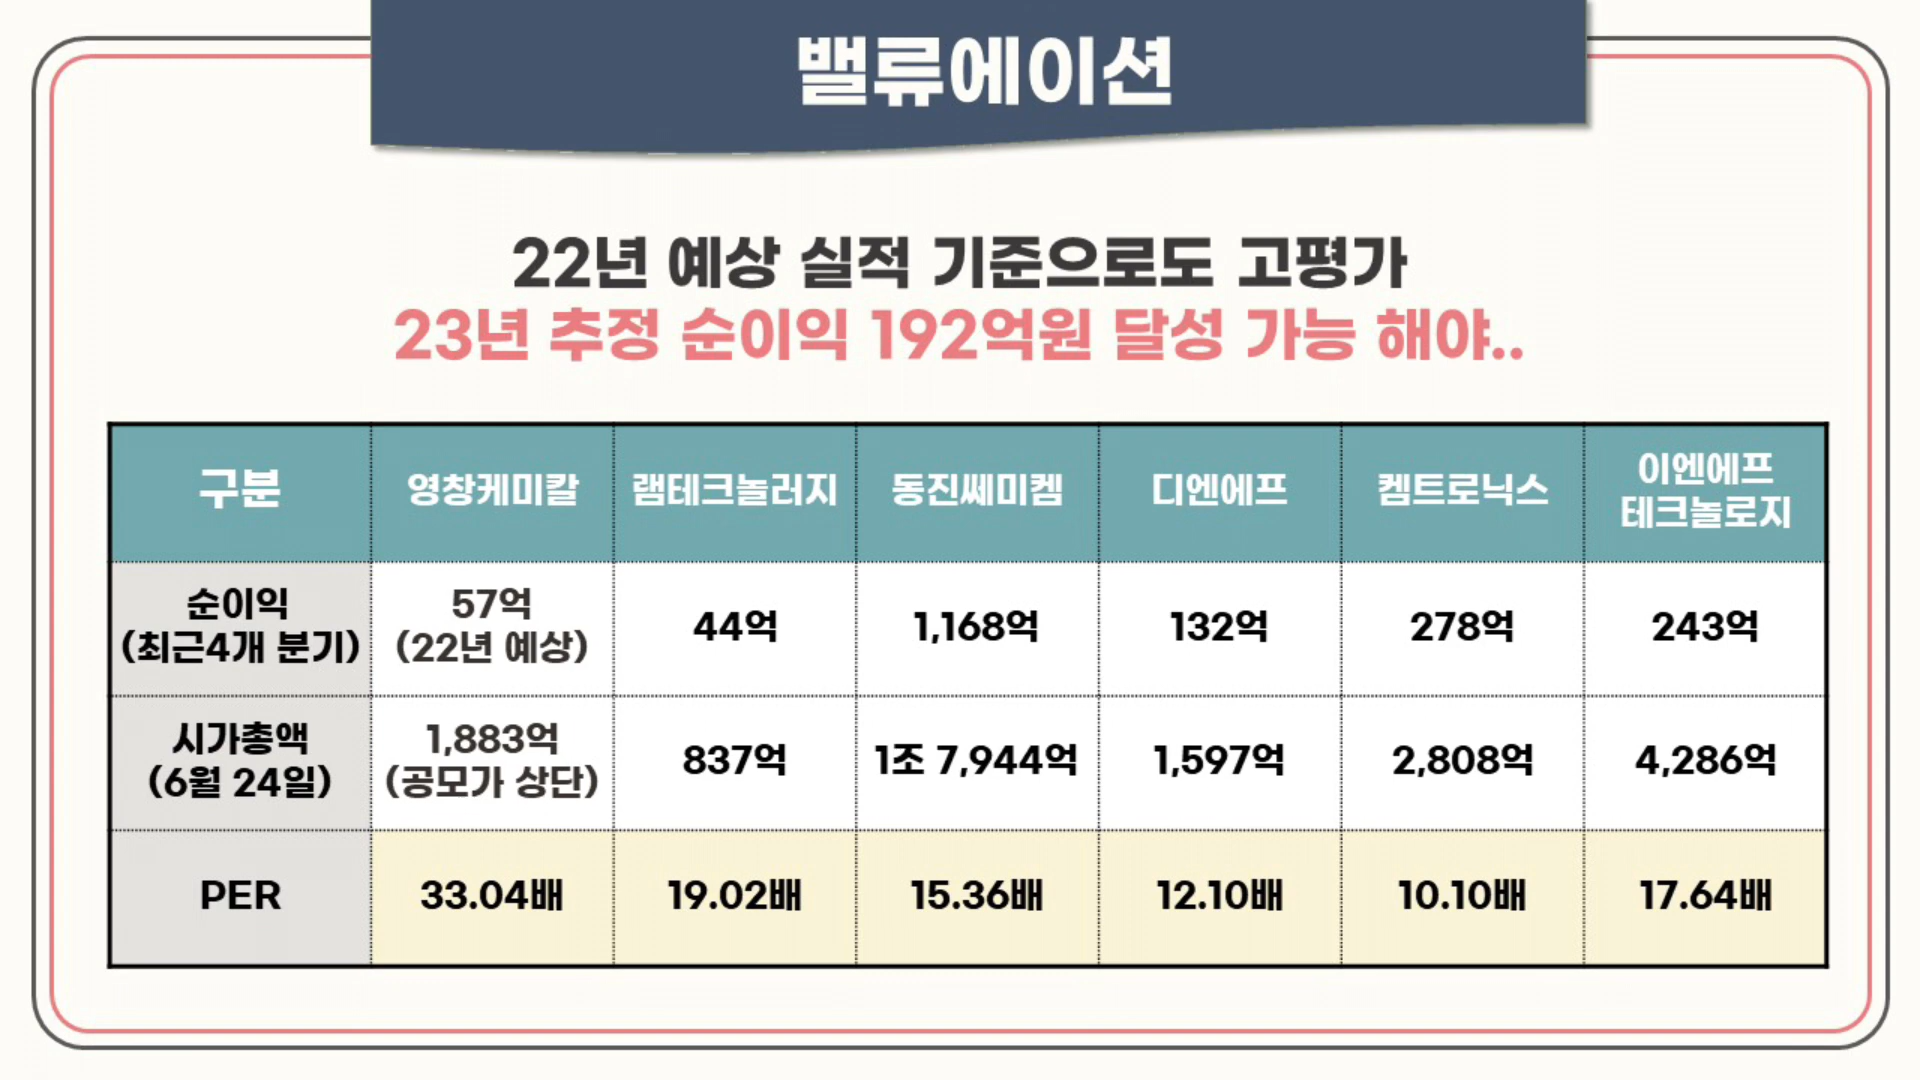 밸류에이션
22년 예상 실적 기준으로도 고평가
23년 추정 순이익 192억원 달성 가능 해야..
구분 영창케미칼 램테크놀러지 동진쎄미켐 디엔에프 켐트로닉스 이엔에프
테크놀로지
순이익
(최근4개 분기) 57억
(22년 예상) 44억 1,168억 132억 278억 243억
시가총액
(6월 24일) 1,883억
(공모가 상단) 837억 1조 7,944억 1,597억 2,808억 4,286억
PER 33.04배 19.02배 15.36배 12.10배 10.10배 17.64배